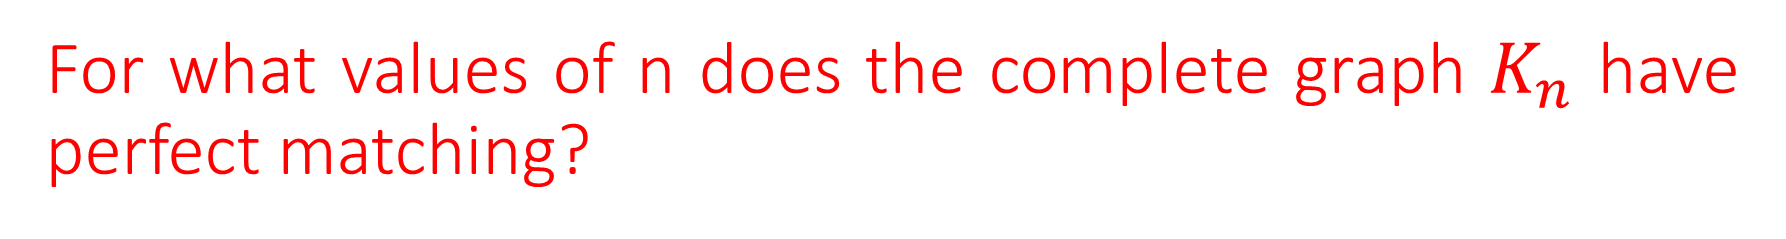 For what values of n does the complete graph Kₙ have
perfect matching?